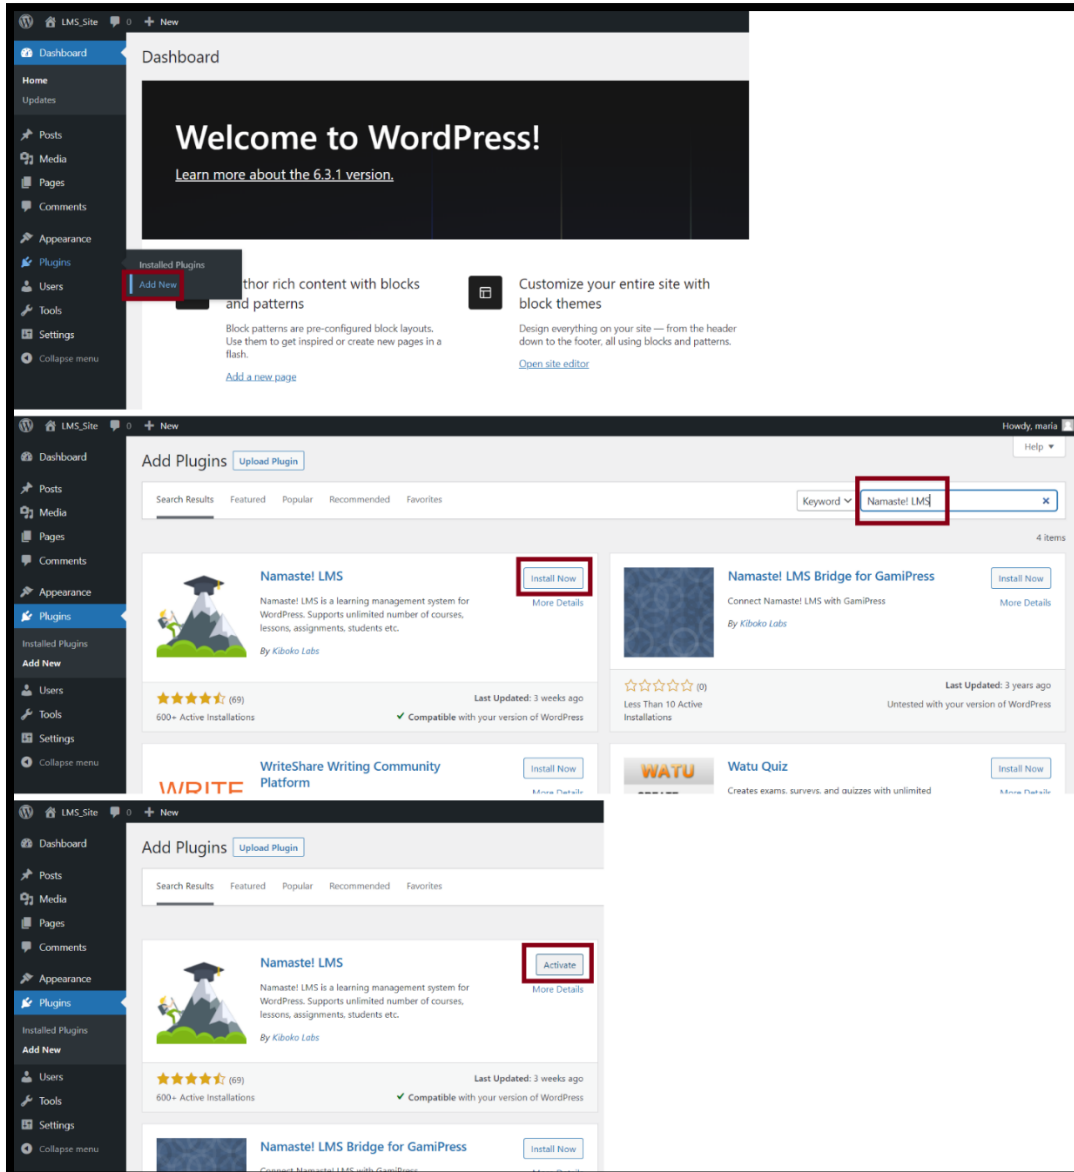 LMS_Site 0 New
Dashboard
Home
Updates
Posts
Media
Pages
Comments
Appearance
Plugins
Installed Plugins
Add New
Users
Tools
Settings
Collapse menu
Dashboard
Welcome to WordPress!
Learn more about the 6.3.1 version.
thor rich content with blocks
and patterns
Block patterns are pre-configured block layouts.
Use them to get inspired or create new pages in a
flash.
Add a new page
Customize your entire site with
block themes
Design everything on your site — from the header
down to the footer, all using blocks and patterns.
Open site editor
LMS_Site 0 New
Howdy, maria
Dashboard
Posts
Media
Pages
Comments
Appearance
Plugins
Installed Plugins
Add New
Users
Tools
Settings
Collapse menu
Help
Add Plugins Upload Plugin
Search Results Featured Popular Recommended Favorites
Keyword Namaste! LMS
4 items
Namaste! LMS
Install Now
More Details
Namaste! LMS is a learning management system for
WordPress. Supports unlimited number of courses,
lessons, assignments, students etc.
By Kiboko Labs
(69)
600+ Active Installations
Last Updated: 3 weeks ago
Compatible with your version of WordPress
Namaste! LMS Bridge for GamiPress
Install Now
More Details
Connect Namaste! LMS with GamiPress
By Kiboko Labs
(0)
Less Than 10 Active
Installations
Last Updated: 3 years ago
Untested with your version of WordPress
WRITE
WriteShare Writing Community
Platform
Install Now
More Details
WATU
CREATE
Watu Quiz
Install Now
More Details
Creates exams, surveys, and quizzes with unlimited
LMS_Site 0 New
Dashboard
Posts
Media
Pages
Comments
Appearance
Plugins
Installed Plugins
Add New
Users
Tools
Settings
Collapse menu
Add Plugins Upload Plugin
Search Results Featured Popular Recommended Favorites
Namaste! LMS
Activate
More Details
Namaste! LMS is a learning management system for
WordPress. Supports unlimited number of courses,
lessons, assignments, students etc.
By Kiboko Labs
(69)
600+ Active Installations
Last Updated: 3 weeks ago
Compatible with your version of WordPress
Namaste! LMS Bridge for GamiPress
Install Now
Connect Namaste! LMS with GamiPress
More Details